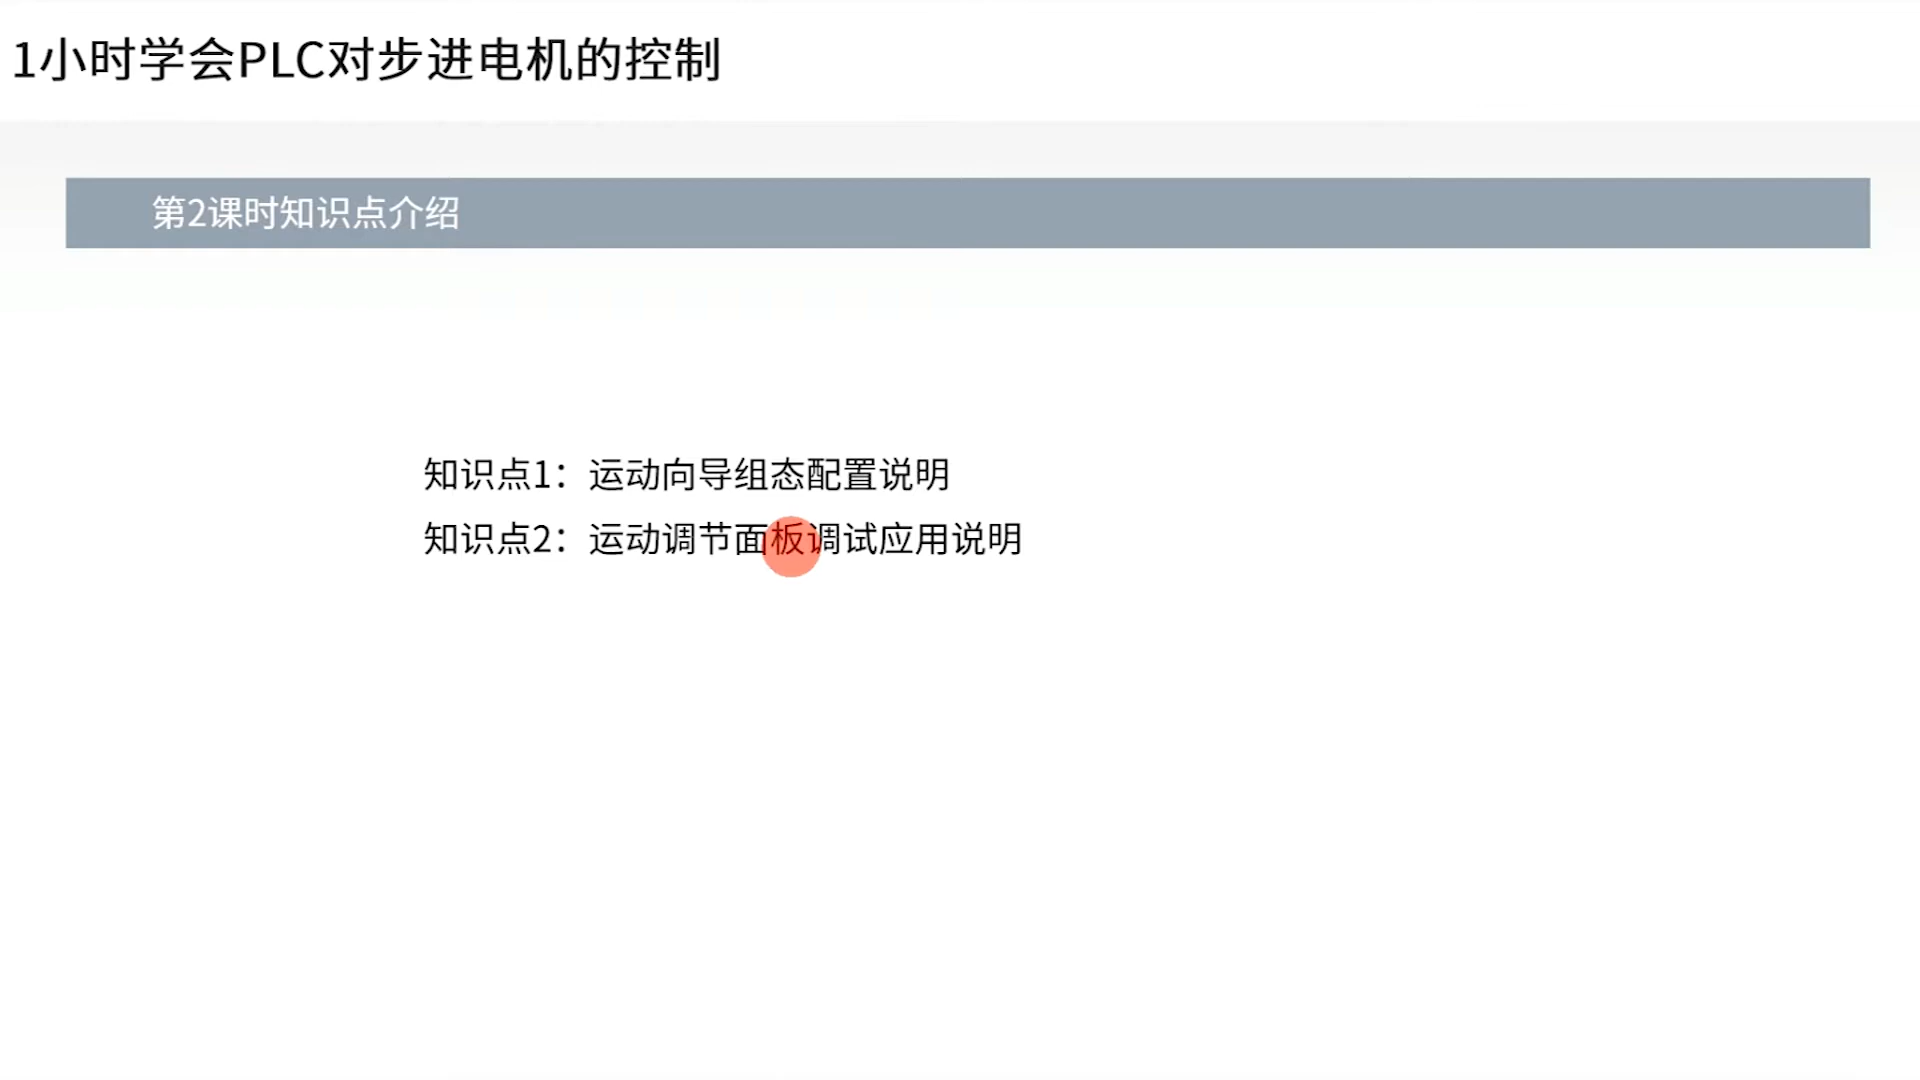 1小时学会PLC对步进电机的控制
第2课时知识点介绍
知识点1：运动向导组态配置说明
知识点2：运动调节面板调试应用说明